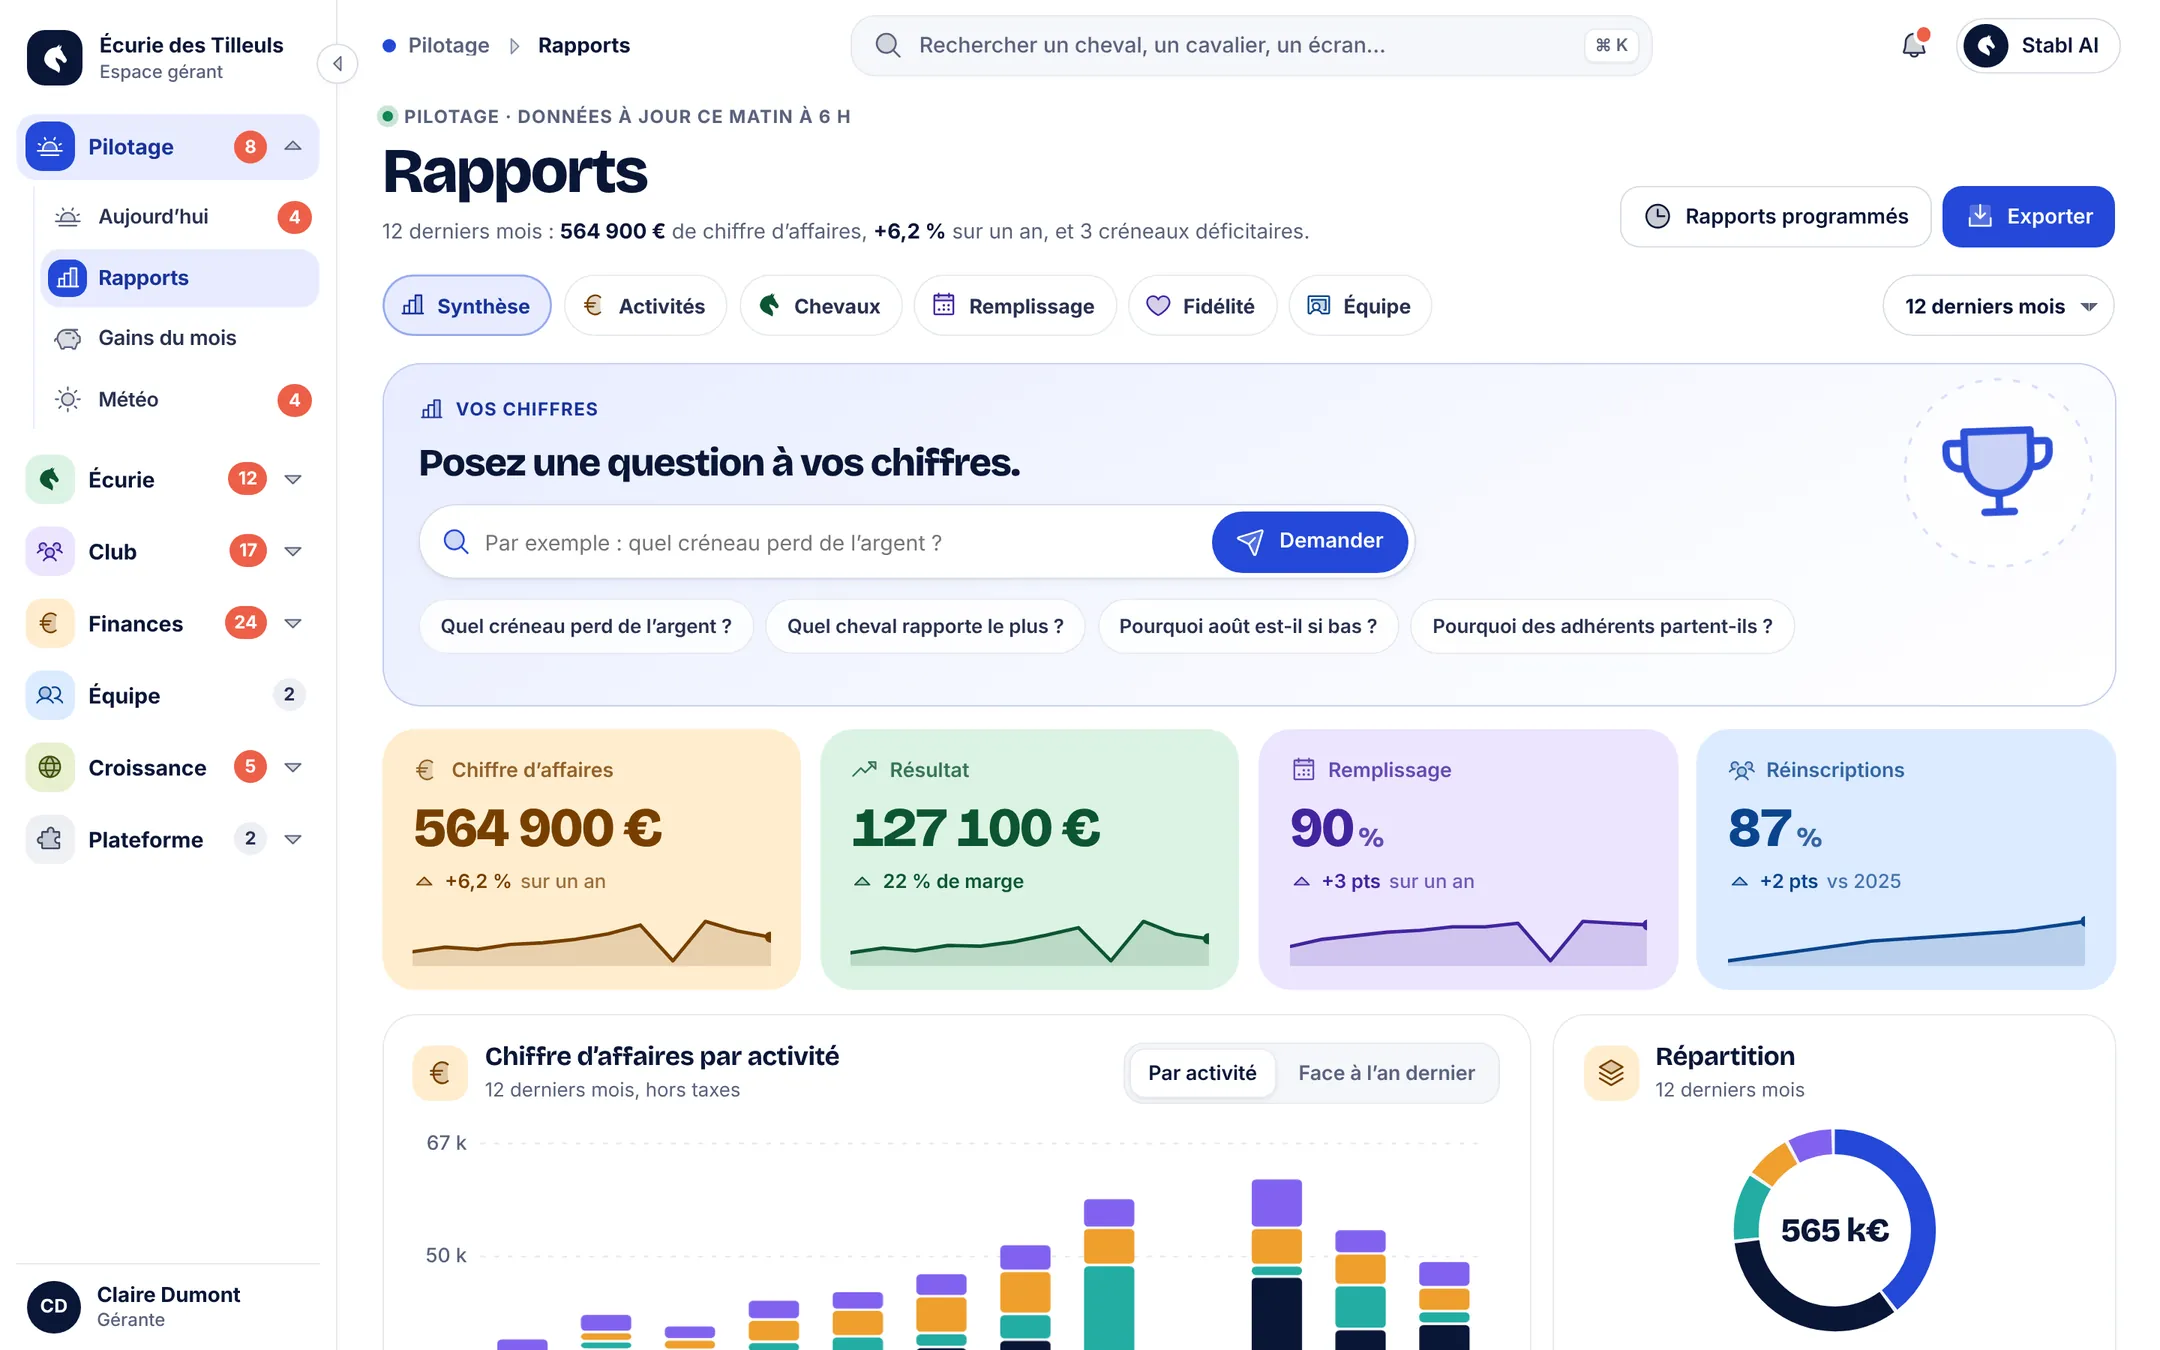 Écurie des Tilleuls
Espace gérant
Pilotage
8
Aujourd’hui
4
Rapports
Gains du mois
Météo
4
Écurie
12
Club
17
Finances
24
Équipe
2
Croissance
5
Plateforme
2
CD
Claire Dumont
Gérante
Pilotage
Rapports
Rechercher un cheval, un cavalier, un écran…
⌘ K
Stabl AI
PILOTAGE · DONNÉES À JOUR CE MATIN À 6 H
Rapports
12 derniers mois : 564 900 € de chiffre d’affaires, +6,2 % sur un an, et 3 créneaux déficitaires.
Rapports programmés
Exporter
Synthèse
Activités
Chevaux
Remplissage
Fidélité
Équipe
12 derniers mois
VOS CHIFFRES
Posez une question à vos chiffres.
Par exemple : quel créneau perd de l’argent ?
Demander
Quel créneau perd de l’argent ?
Quel cheval rapporte le plus ?
Pourquoi août est-il si bas ?
Pourquoi des adhérents partent-ils ?
€ Chiffre d’affaires
564 900 €
+6,2 % sur un an
Résultat
127 100 €
22 % de marge
Remplissage
90 %
+3 pts sur un an
Réinscriptions
87 %
+2 pts vs 2025
€
Chiffre d’affaires par activité
12 derniers mois, hors taxes
Par activité
Face à l’an dernier
67 k
50 k
Répartition
12 derniers mois
565 k€